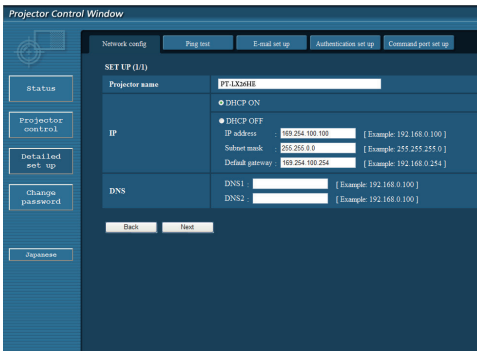 Projector Control Window
Network config
Ping test
E-mail set up
Authentication set up
Command port set up
Status
Projector
control
Detailed
set up
Change
password
Japanese
SET UP (1/1)
Projector name
PT-LX26HE
IP
DHCP ON
DHCP OFF
IP address : 169.254.100.100 [ Example: 192.168.0.100 ]
Subnet mask : 255.255.0.0 [ Example: 255.255.255.0 ]
Default gateway : 169.254.100.254 [ Example: 192.168.0.254 ]
DNS
DNS1 : [ Example: 192.168.0.100 ]
DNS2 : [ Example: 192.168.0.100 ]
Back Next